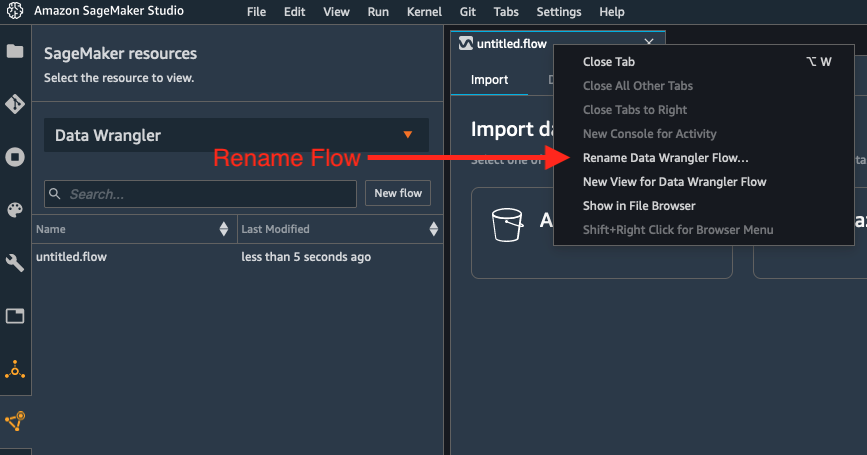 Amazon SageMaker Studio File Edit View Run Kernel Git Tabs Settings Help
SageMaker resources
Select the resource to view.
Data Wrangler
Rename Flow
Search...
New flow
Name Last Modified
untitled.flow less than 5 seconds ago
untitled.flow
Import D
Import da
Select one of
A
Close Tab ⌥ W
Close All Other Tabs
Close Tabs to Right
New Console for Activity
Rename Data Wrangler Flow…
New View for Data Wrangler Flow
Show in File Browser
Shift+Right Click for Browser Menu
ta
az